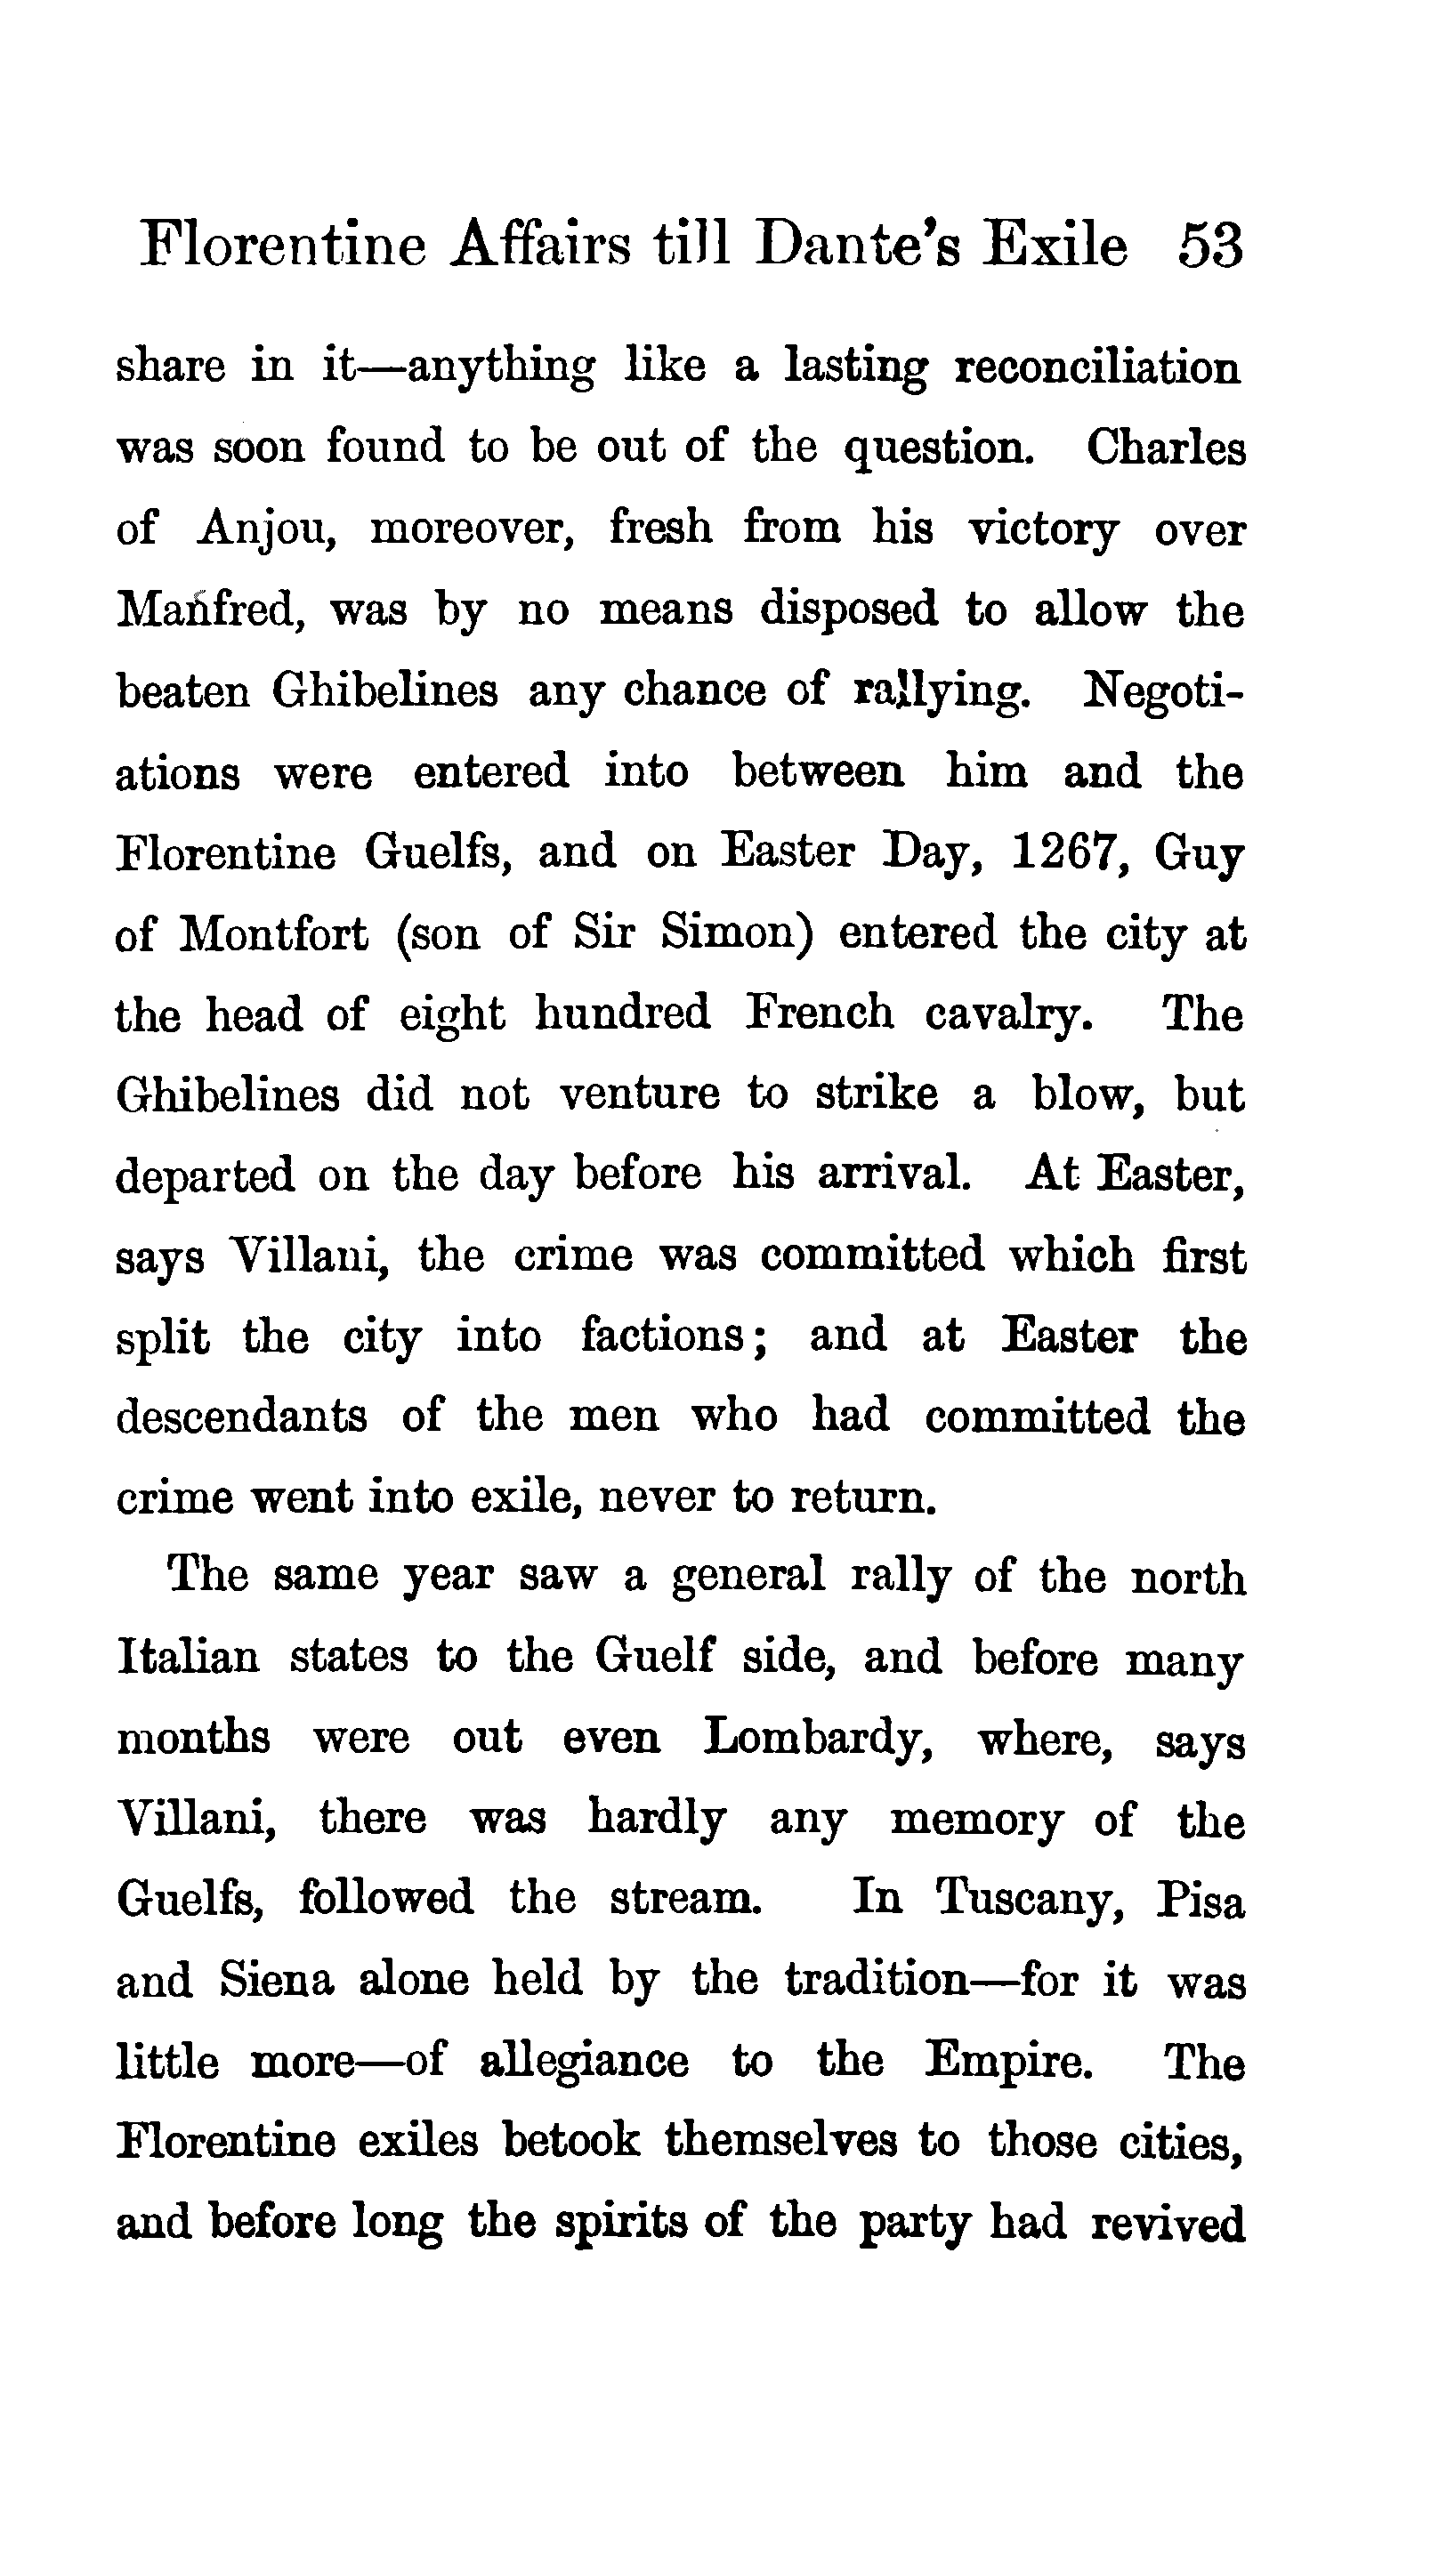 Florentine Affairs till Dante's Exile 53
share in it—anything like a lasting reconciliation
was soon found to be out of the question. Charles
of Anjou, moreover, fresh from his victory over
Manfred, was by no means disposed to allow the
beaten Ghibelines any chance of rallying. Negoti-
ations were entered into between him and the
Florentine Guelfs, and on Easter Day, 1267, Guy
of Montfort (son of Sir Simon) entered the city at
the head of eight hundred French cavalry. The
Ghibelines did not venture to strike a blow, but
departed on the day before his arrival. At Easter,
says Villani, the crime was committed which first
split the city into factions; and at Easter the
descendants of the men who had committed the
crime went into exile, never to return.
The same year saw a general rally of the north
Italian states to the Guelf side, and before many
months were out even Lombardy, where, says
Villani, there was hardly any memory of the
Guelfs, followed the stream. In Tuscany, Pisa
and Siena alone held by the tradition—for it was
little more—of allegiance to the Empire. The
Florentine exiles betook themselves to those cities,
and before long the spirits of the party had revived